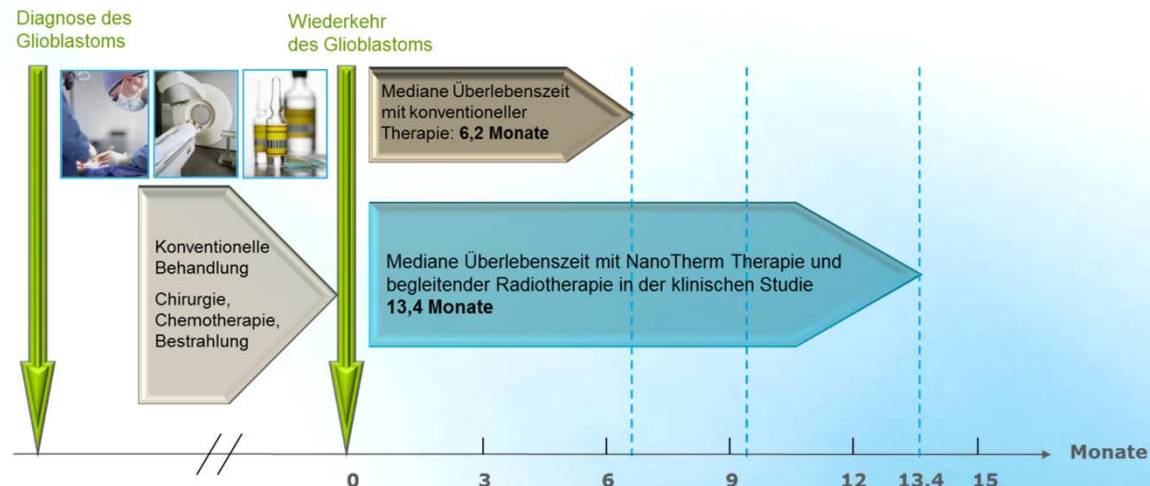 Diagnose des
Glioblastoms
Wiederkehr
des Glioblastoms
Mediane Überlebenszeit
mit konventioneller
Therapie: 6,2 Monate
Konventionelle
Behandlung
Chirurgie,
Chemotherapie,
Bestrahlung
Mediane Überlebenszeit mit NanoTherm Therapie und
begleitender Radiotherapie in der klinischen Studie
13,4 Monate
Monate
0 3 6 9 12 13.4 15